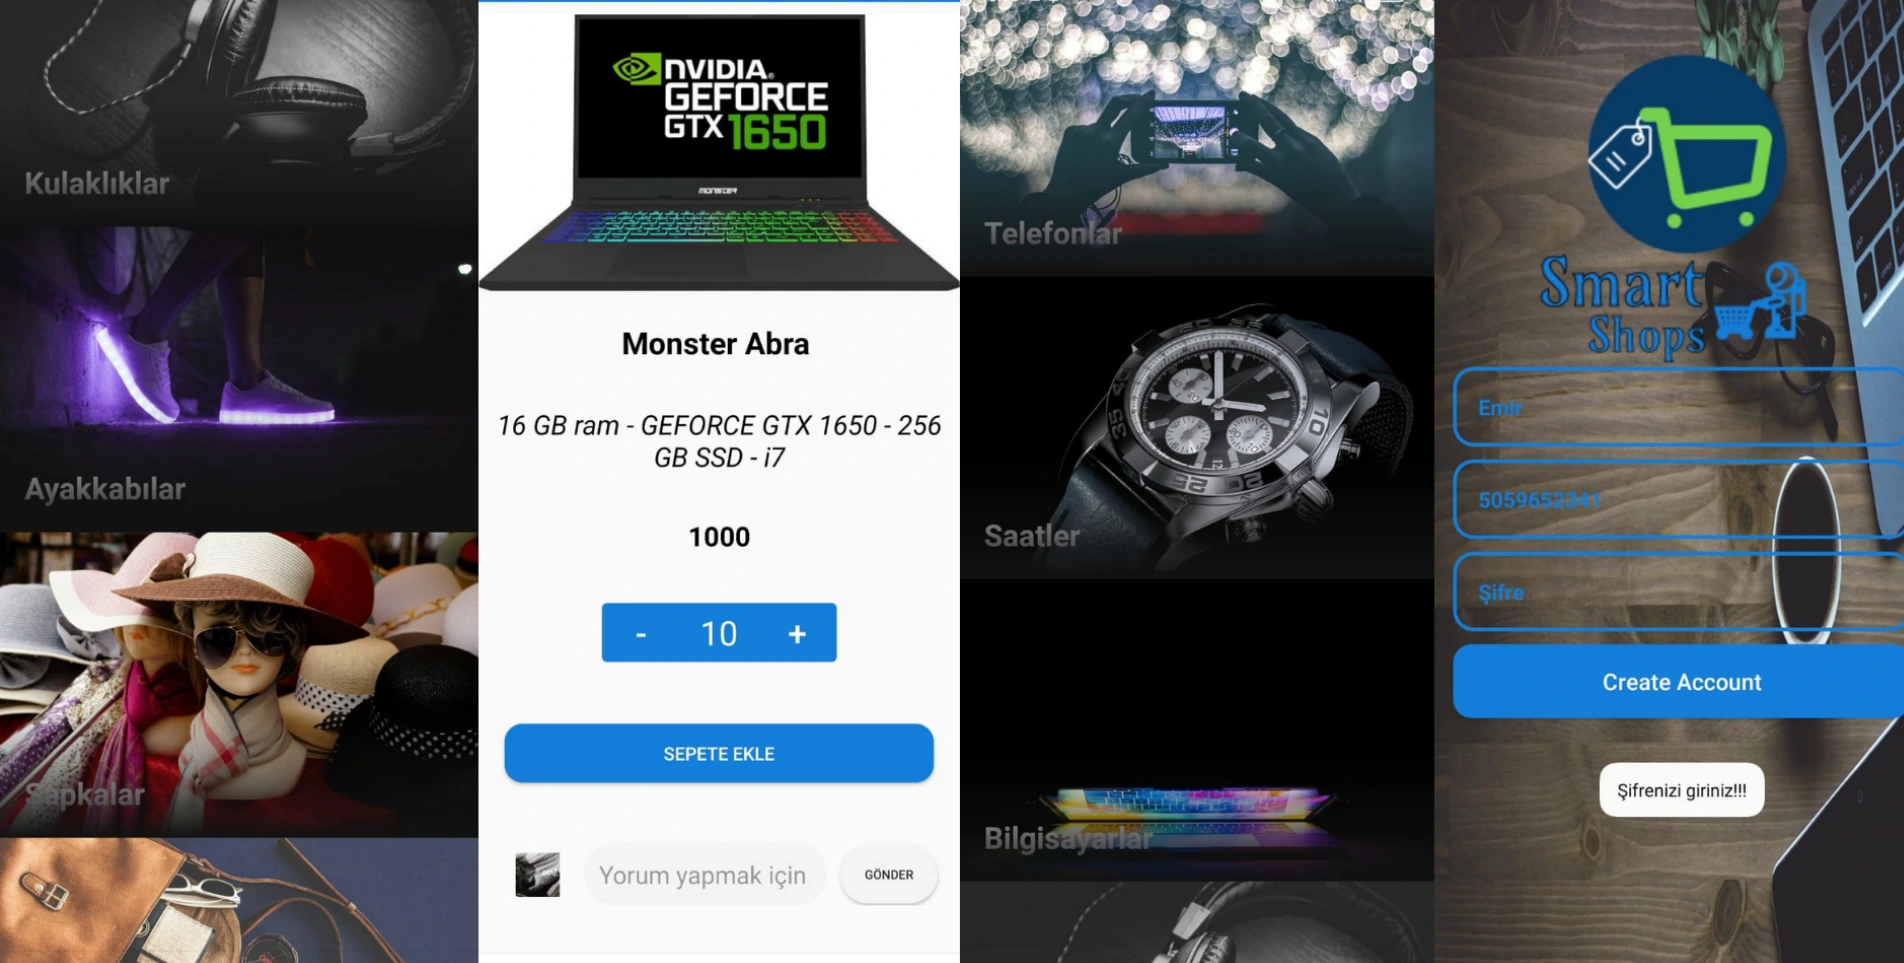 Kulaklıklar
Ayakkabılar
Şapkalar
NVIDIA.
GEFORCE
GTX 1650
MONSTER
Monster Abra
16 GB ram - GEFORCE GTX 1650 - 256
GB SSD - i7
1000
- 10 +
SEPETE EKLE
Yorum yapmak için
GÖNDER
Telefonlar
Saatler
Bilgisayarlar
Smart
Shops
Emir
5059652341
Şifre
Create Account
Şifrenizi giriniz!!!